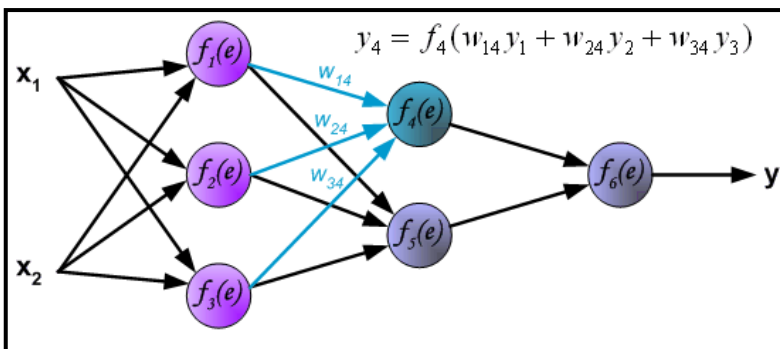 y₄ = f₄(w₁₄y₁ + w₂₄y₂ + w₃₄y₃)
f₁(e)
x₁
w₁₄
f₄(e)
w₂₄
f₂(e)
w₃₄
f₆(e)
y
f₅(e)
x₂
f₃(e)